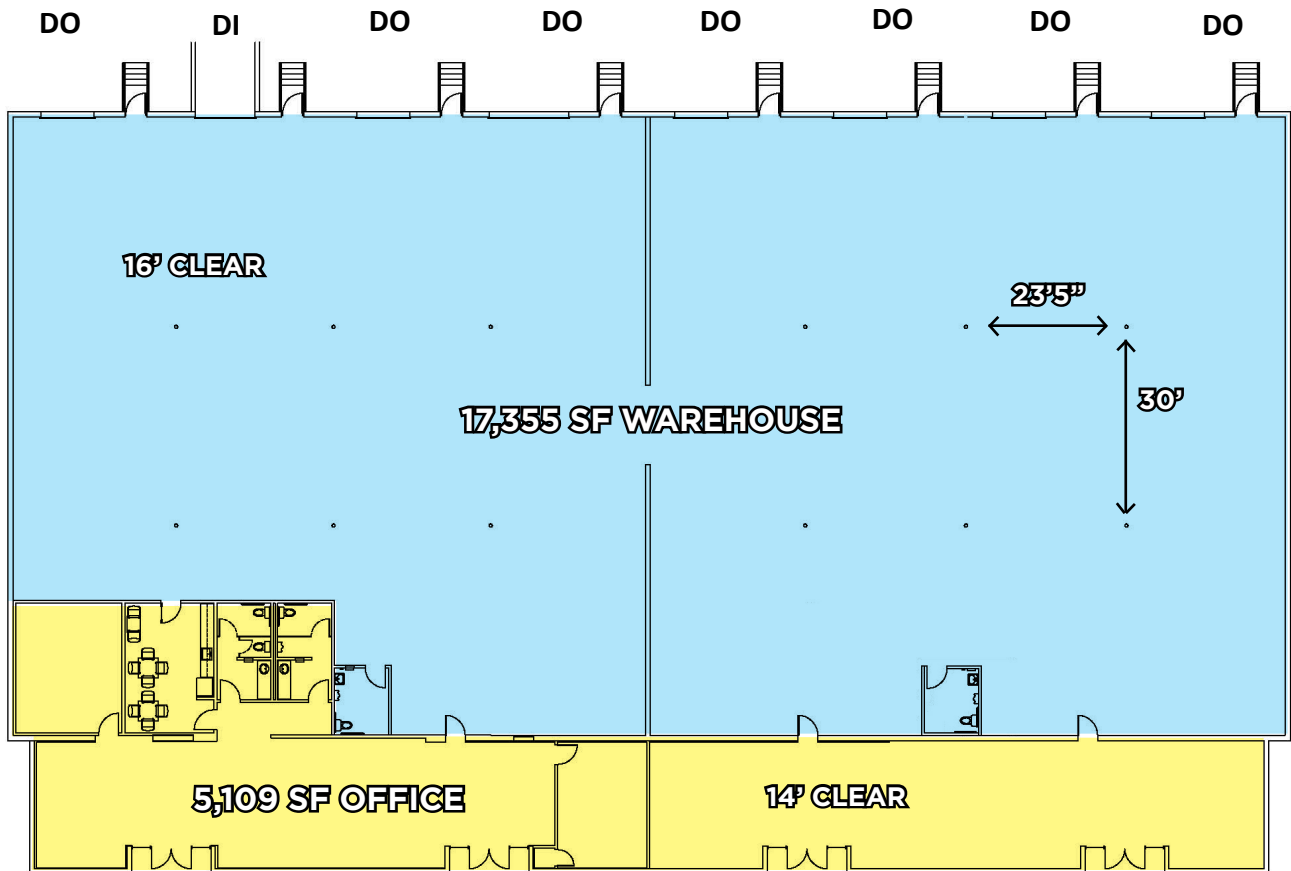 DO DI DO DO DO DO DO DO
16' CLEAR
23'5"
30'
17,355 SF WAREHOUSE
5,109 SF OFFICE
14' CLEAR